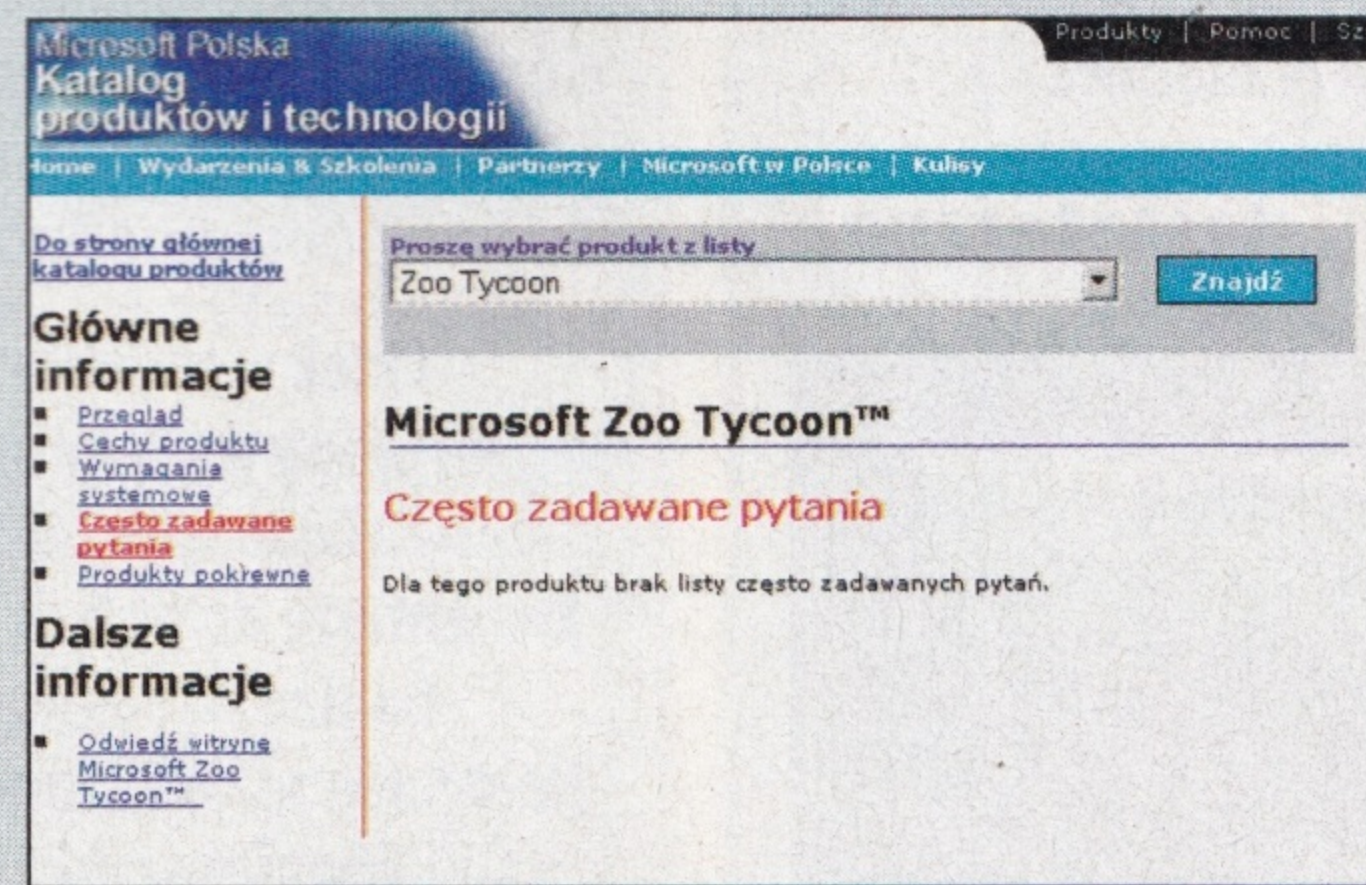 Microsoft Polska
Katalog
produktów i technologii
Produkty | Pomoc |
Home | Wydarzenia & Szkolenia | Partnerzy | Microsoft w Polsce | Kulisy
Do strony głównej
katalogu produktów
Główne
informacje
Przegląd
Cechy produktu
Wymagania
systemowe
Często zadawane
pytania
Produkty pokrewne
Dalsze
informacje
Odwiedź witrynę
Microsoft Zoo
Tycoon™
Proszę wybrać produkt z listy
Zoo Tycoon
Znajdź
Microsoft Zoo Tycoon™
Często zadawane pytania
Dla tego produktu brak listy często zadawanych pytań.